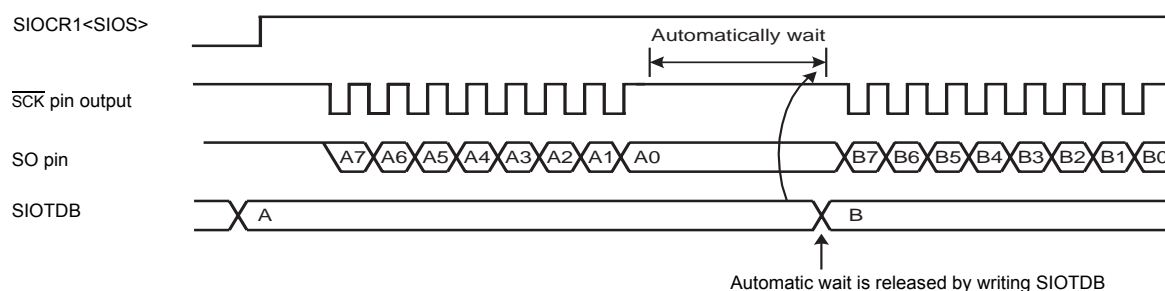 SIOCR1<SIOS>
Automatically wait
SCK pin output
SO pin
A7 A6 A5 A4 A3 A2 A1 A0 B7 B6 B5 B4 B3 B2 B1 B0
SIOTDB
A B
Automatic wait is released by writing SIOTDB